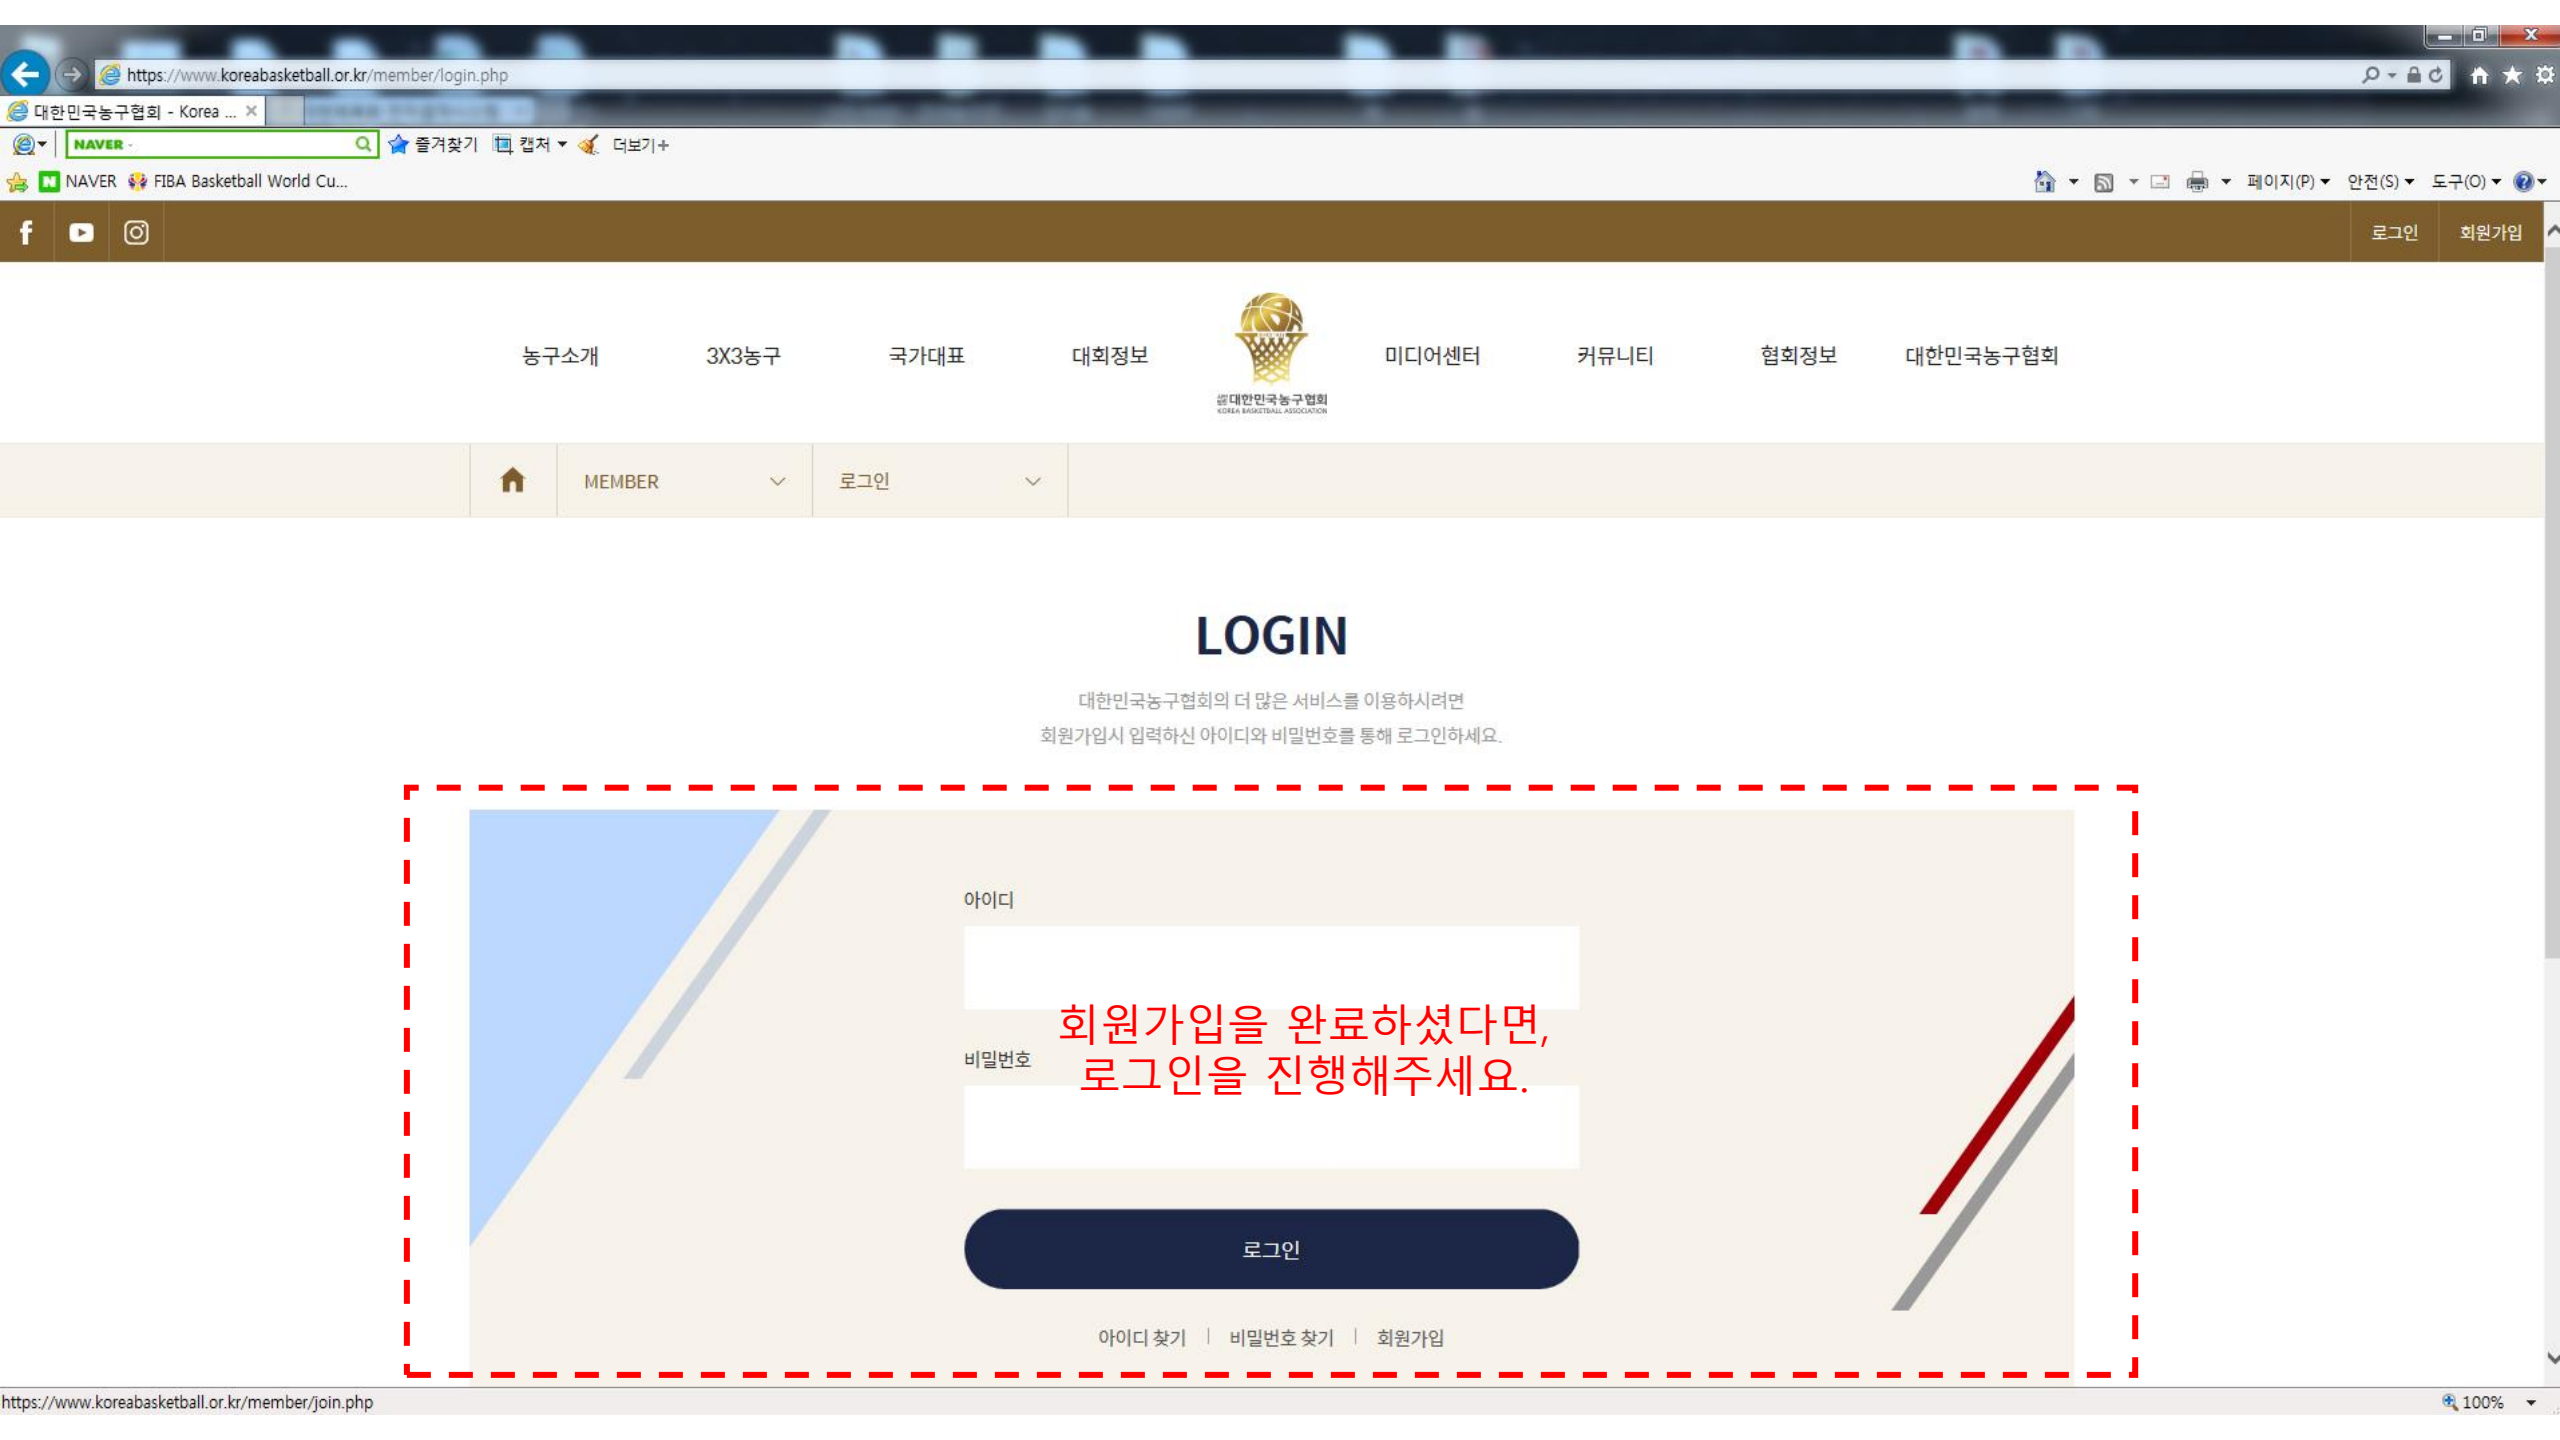 https://www.koreabasketball.or.kr/member/login.php
대한민국농구협회 - Korea ...
NAVER
즐겨찾기 캡처 더보기+
NAVER FIBA Basketball World Cu...
페이지(P) 안전(S) 도구(O)
로그인 회원가입
농구소개 3X3농구 국가대표 대회정보 미디어센터 커뮤니티 협회정보 대한민국농구협회
대한민국농구협회
KOREA BASKETBALL ASSOCIATION
MEMBER 로그인
LOGIN
대한민국농구협회의 더 많은 서비스를 이용하시려면
회원가입시 입력하신 아이디와 비밀번호를 통해 로그인하세요.
아이디
회원가입을 완료하셨다면,
비밀번호
로그인을 진행해주세요.
로그인
아이디 찾기 | 비밀번호 찾기 | 회원가입
https://www.koreabasketball.or.kr/member/join.php
100%